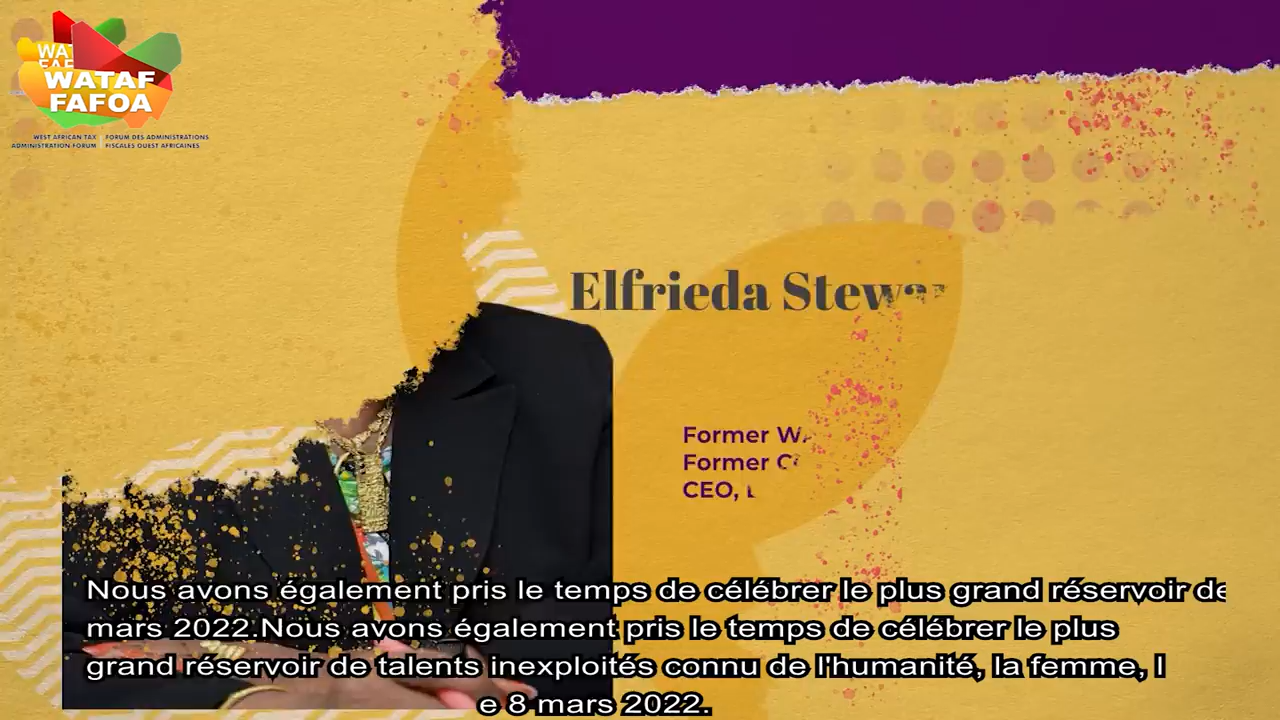 WA
WATAF
FAFOA
WEST AFRICAN TAX
ADMINISTRATION FORUM
FORUM DES ADMINISTRATIONS
FISCALES OUEST AFRICAINES
Elfrieda
Former
Former
CEO,
Nous avons également pris le temps de célébrer le plus grand réservoir de
mars 2022.Nous avons également pris le temps de célébrer le plus
grand réservoir de talents inexploités connu de l'humanité, la femme, l
e 8 mars 2022.